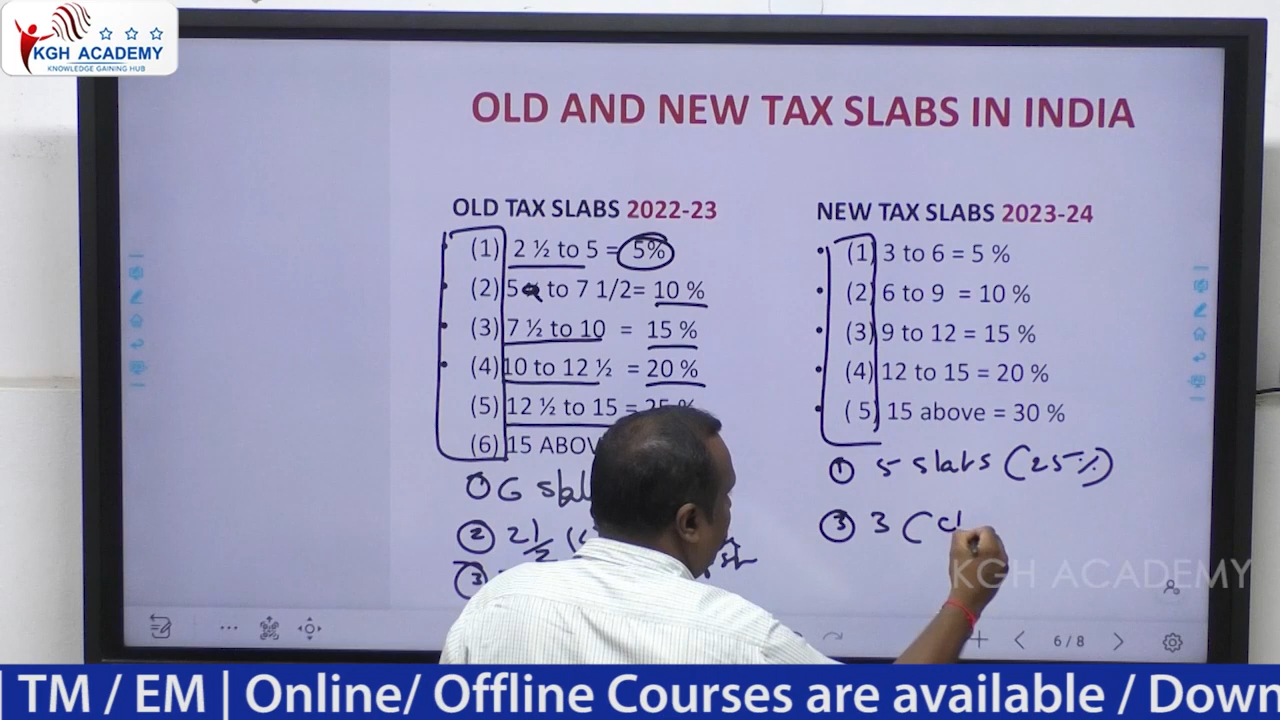 KGH ACADEMY
KNOWLEDGE GAINING HUB
OLD AND NEW TAX SLABS IN INDIA
OLD TAX SLABS 2022-23
• (1) 2 ½ to 5 = 5%
• (2) 5 to 7 1/2= 10 %
• (3) 7 ½ to 10 = 15 %
• (4) 10 to 12 ½ = 20 %
(5) 12 ½ to 15 = 25 %
(6) 15 ABOV
① 6 sla
② 2½
③
NEW TAX SLABS 2023-24
• (1) 3 to 6 = 5 %
• (2) 6 to 9 = 10 %
• (3) 9 to 12 = 15 %
• (4) 12 to 15 = 20 %
• ( 5) 15 above = 30 %
① 5 slabs (25%)
③ 3 (
KGH ACADEMY
6 / 8
| TM / EM | Online/ Offline Courses are available / Down